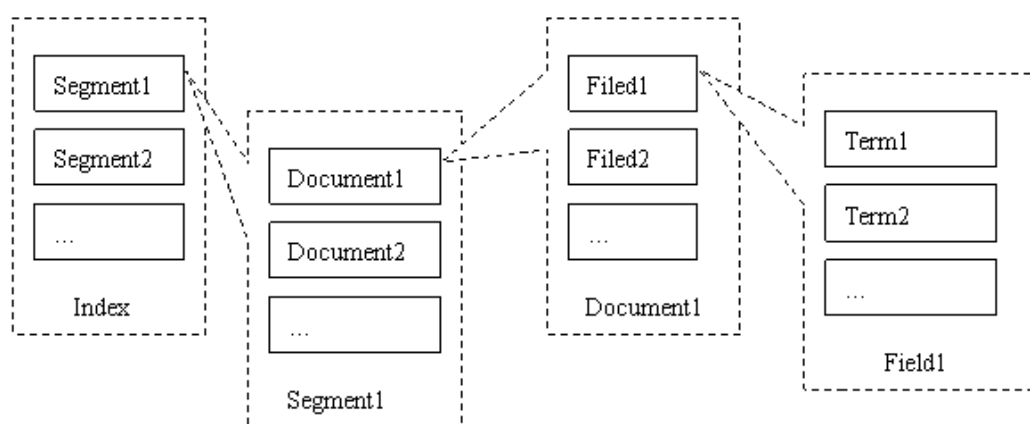 Segment1
Segment2
...
Index
Document1
Document2
...
Segment1
Filed1
Filed2
...
Document1
Term1
Term2
...
Field1